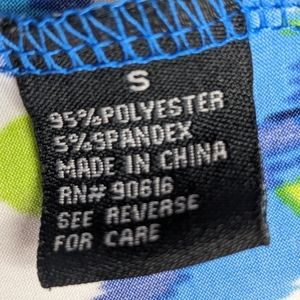 S
95%POLYESTER
5%SPANDEX
MADE IN CHINA
RN# 90616
SEE REVERSE
FOR CARE